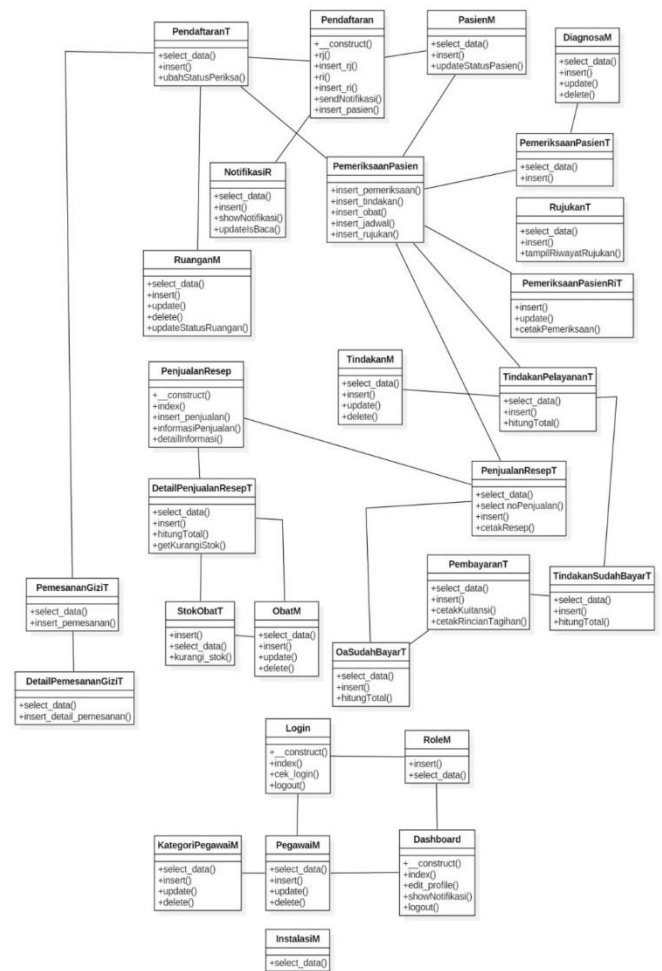 PendaftaranT
+select_data()
+insert()
+ubahStatusPeriksa()
Pendaftaran
+__construct()
+rj()
+insert_rj()
+ri()
+insert_ri()
+sendNotifikasi()
+insert_pasien()
PasienM
+select_data()
+insert()
+updateStatusPasien()
DiagnosaM
+select_data()
+insert()
+update()
+delete()
NotifikasiR
+select_data()
+insert()
+showNotifikasi()
+updateIsBaca()
PemeriksaanPasien
+insert_pemeriksaan()
+insert_tindakan()
+insert_obat()
+insert_jadwal()
+insert_rujukan()
PemeriksaanPasienT
+select_data()
+insert()
RujukanT
+select_data()
+insert()
+tampilRiwayatRujukan()
RuanganM
+select_data()
+insert()
+update()
+delete()
+updateStatusRuangan()
PemeriksaanPasienRiT
+insert()
+update()
+cetakPemeriksaan()
PenjualanResep
+__construct()
+index()
+insert_penjualan()
+informasiPenjualan()
+detailInformasi()
TindakanM
+select_data()
+insert()
+update()
+delete()
TindakanPelayananT
+select_data()
+insert()
+hitungTotal()
DetailPenjualanResepT
+select_data()
+insert()
+hitungTotal()
+getKurangiStok()
PenjualanResepT
+select_data()
+select noPenjualan()
+insert()
+cetakResep()
PemesananGiziT
+select_data()
+insert_pemesanan()
StokObatT
+insert()
+select_data()
+kurangi_stok()
ObatM
+select_data()
+insert()
+update()
+delete()
PembayaranT
+select_data()
+insert()
+cetakKuitansi()
+cetakRincianTagihan()
TindakanSudahBayarT
+select_data()
+insert()
+hitungTotal()
DetailPemesananGiziT
+select_data()
+insert_detail_pemesanan()
OaSudahBayarT
+select_data()
+insert()
+hitungTotal()
Login
+__construct()
+index()
+cek_login()
+logout()
RoleM
+insert()
+select_data()
KategoriPegawaiM
+select_data()
+insert()
+update()
+delete()
PegawaiM
+select_data()
+insert()
+update()
+delete()
Dashboard
+__construct()
+index()
+edit_profile()
+showNotifikasi()
+logout()
InstalasiM
+select_data()